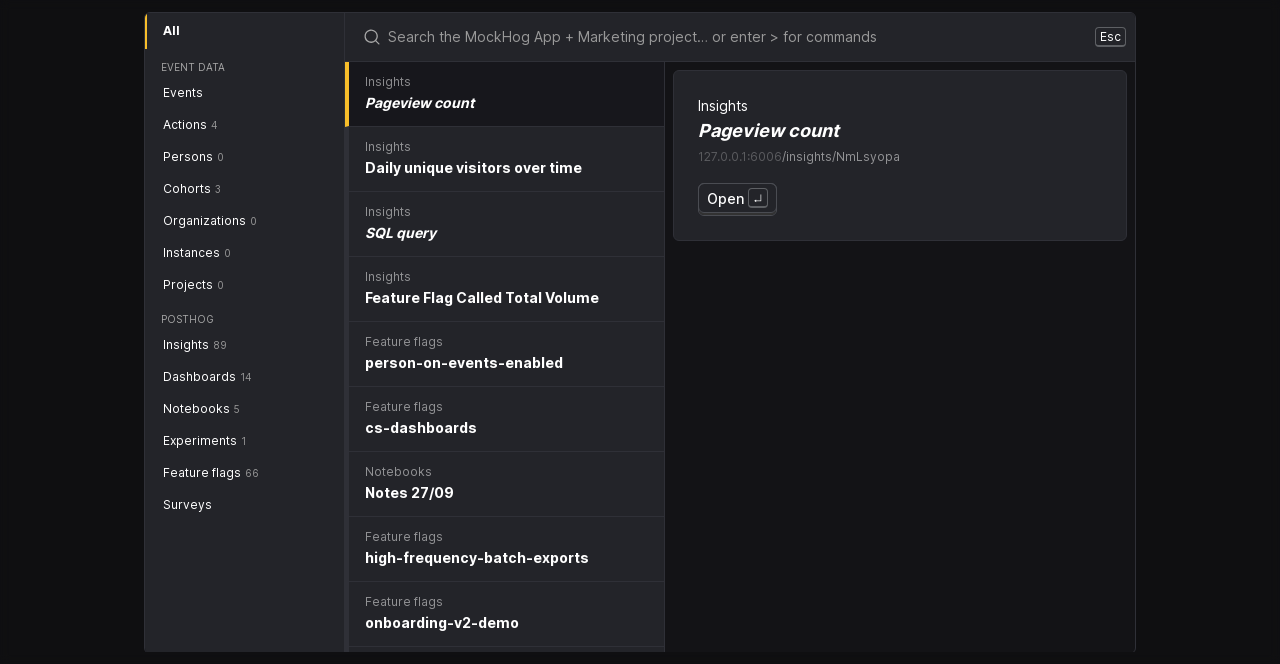 All
EVENT DATA
Events
Actions 4
Persons 0
Cohorts 3
Organizations 0
Instances 0
Projects 0
POSTHOG
Insights 89
Dashboards 14
Notebooks 5
Experiments 1
Feature flags 66
Surveys
Search the MockHog App + Marketing project… or enter > for commands
Esc
Insights
Pageview count
Insights
Daily unique visitors over time
Insights
SQL query
Insights
Feature Flag Called Total Volume
Feature flags
person-on-events-enabled
Feature flags
cs-dashboards
Notebooks
Notes 27/09
Feature flags
high-frequency-batch-exports
Feature flags
onboarding-v2-demo
Insights
Pageview count
127.0.0.1:6006/insights/NmLsyopa
Open ↵